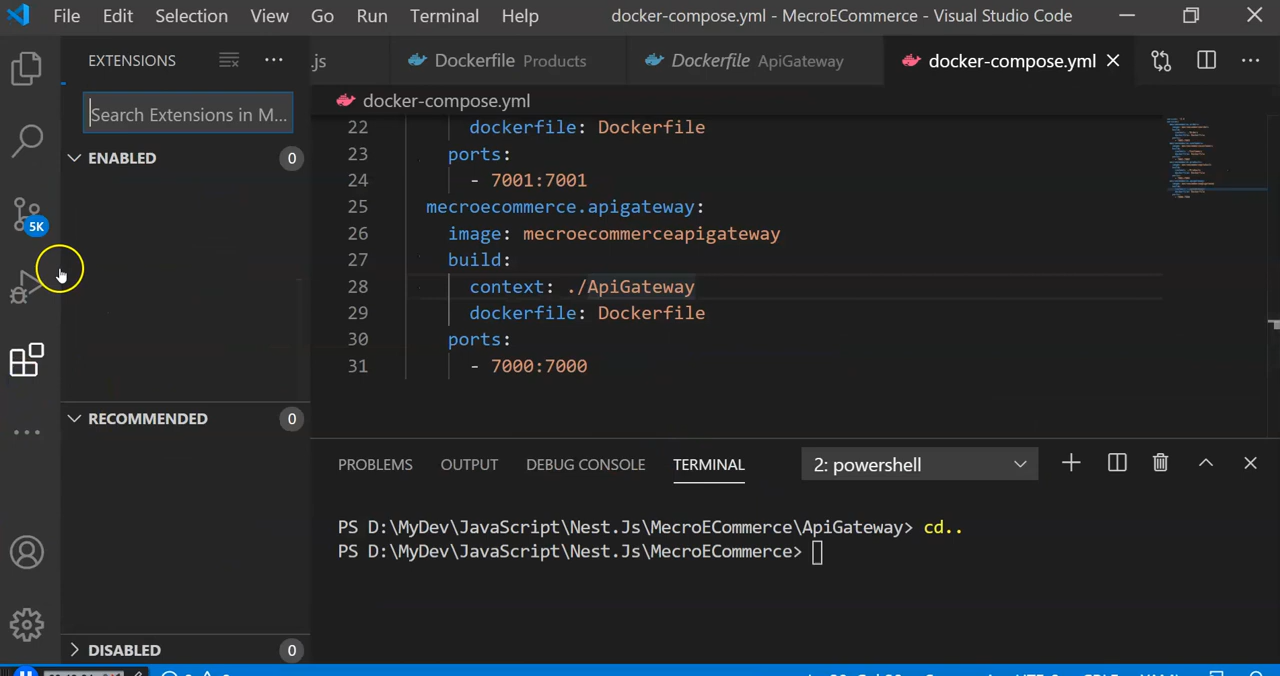 File Edit Selection View Go Run Terminal Help docker-compose.yml - MecroECommerce - Visual Studio Code
EXTENSIONS
.js
Dockerfile Products
Dockerfile ApiGateway
docker-compose.yml
Search Extensions in M...
docker-compose.yml
ENABLED 0
22 dockerfile: Dockerfile
23 ports:
24 - 7001:7001
25 mecroecommerce.apigateway:
26 image: mecroecommerceapigateway
27 build:
28 context: ./ApiGateway
29 dockerfile: Dockerfile
30 ports:
31 - 7000:7000
5K
RECOMMENDED 0
DISABLED 0
PROBLEMS OUTPUT DEBUG CONSOLE TERMINAL 2: powershell
PS D:\MyDev\JavaScript\Nest.Js\MecroECommerce\ApiGateway> cd..
PS D:\MyDev\JavaScript\Nest.Js\MecroECommerce>